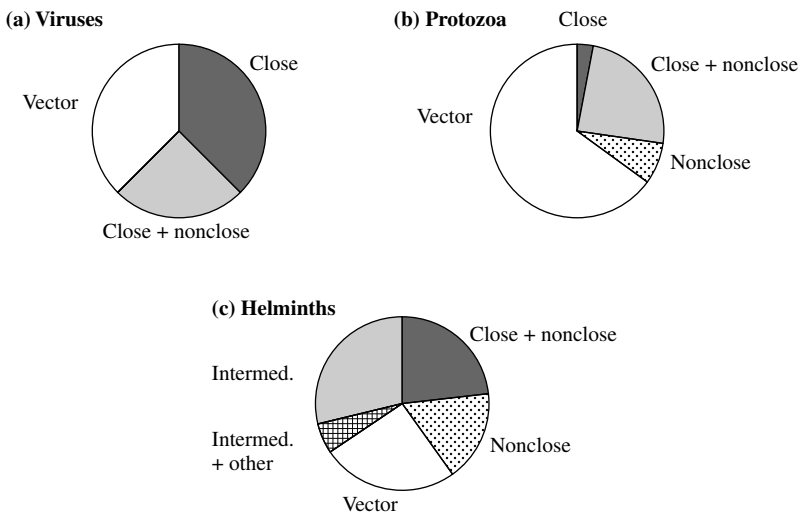 (a) Viruses
Close
Vector
Close + nonclose
(b) Protozoa
Close
Close + nonclose
Vector
Nonclose
(c) Helminths
Close + nonclose
Intermed.
Intermed.
+ other
Nonclose
Vector